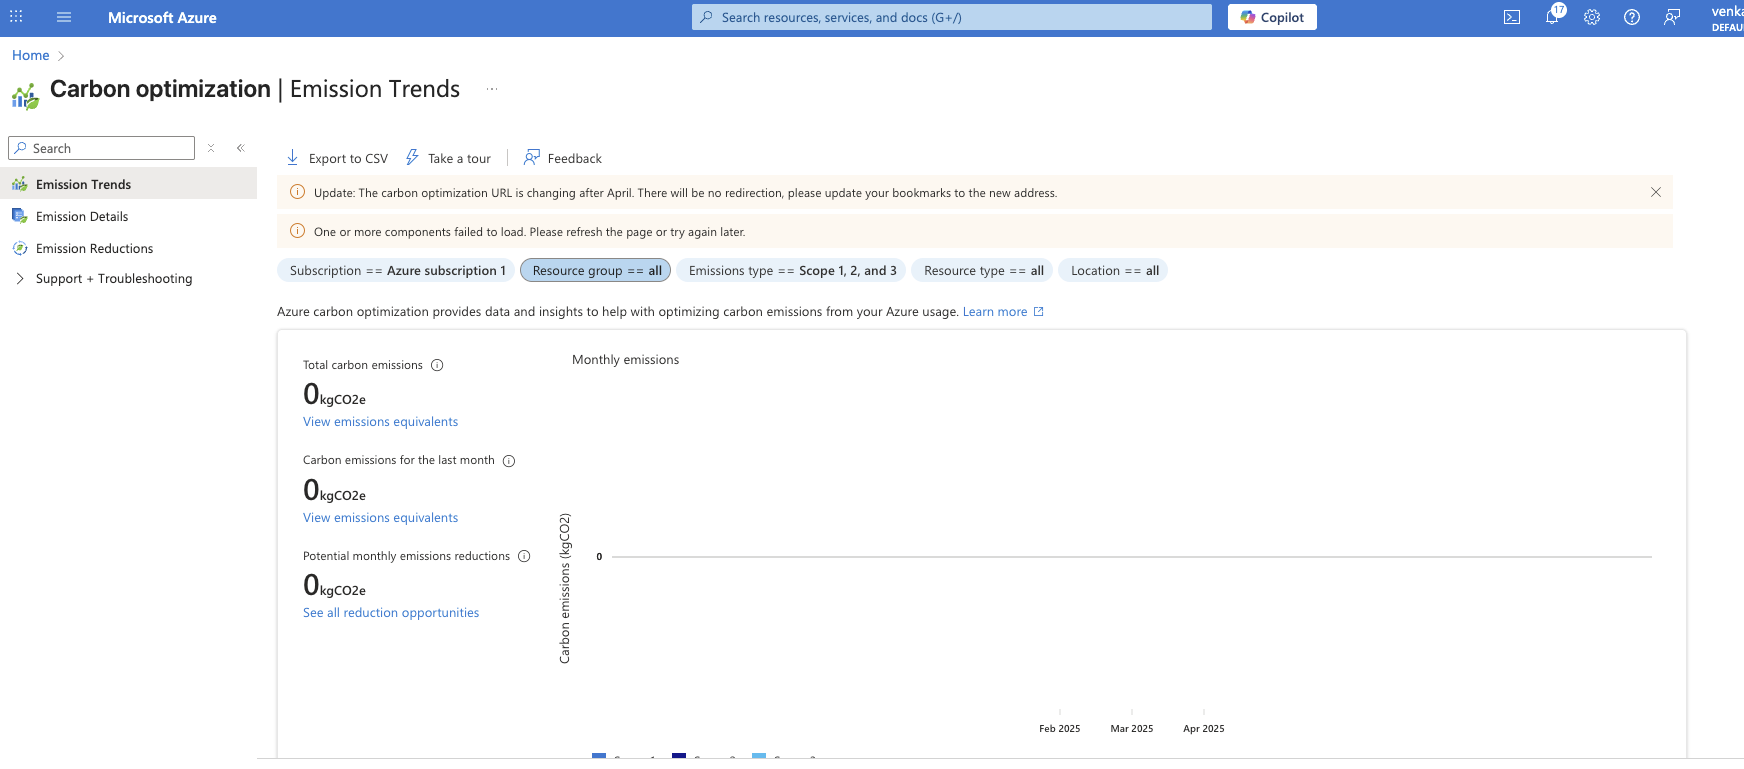 Microsoft Azure
Search resources, services, and docs (G+/)
Copilot
17
venka
DEFAU
Home
Carbon optimization | Emission Trends
Search
Emission Trends
Emission Details
Emission Reductions
Support + Troubleshooting
Export to CSV
Take a tour
Feedback
Update: The carbon optimization URL is changing after April. There will be no redirection, please update your bookmarks to the new address.
One or more components failed to load. Please refresh the page or try again later.
Subscription == Azure subscription 1
Resource group == all
Emissions type == Scope 1, 2, and 3
Resource type == all
Location == all
Azure carbon optimization provides data and insights to help with optimizing carbon emissions from your Azure usage. Learn more
Total carbon emissions
0kgCO2e
View emissions equivalents
Carbon emissions for the last month
0kgCO2e
View emissions equivalents
Potential monthly emissions reductions
0kgCO2e
See all reduction opportunities
Monthly emissions
Carbon emissions (kgCO2)
0
Feb 2025
Mar 2025
Apr 2025